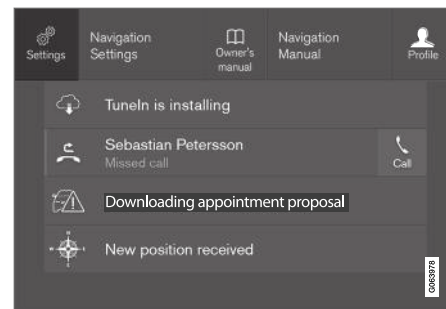 Settings
Navigation
Settings
Owner's
manual
Navigation
Manual
Profile
TuneIn is installing
Sebastian Petersson
Missed call
Call
Downloading appointment proposal
New position received
G063978